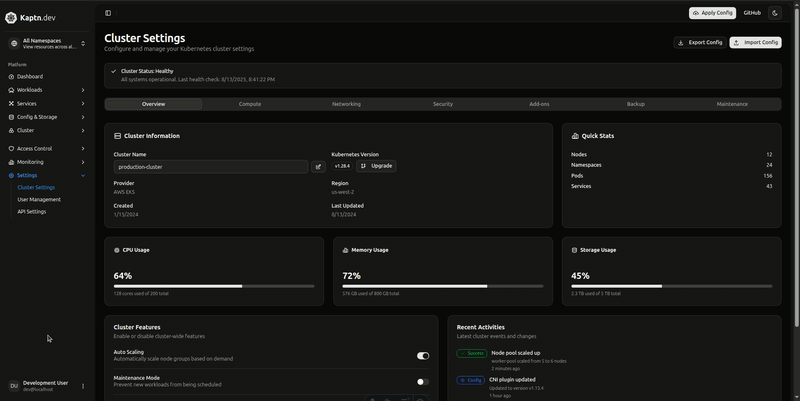 Kaptn.dev
Apply Config
GitHub
All Namespaces
View resources across al...
Platform
Dashboard
Workloads
Services
Config & Storage
Cluster
Access Control
Monitoring
Settings
Cluster Settings
User Management
API Settings
DU
Development User
dev@localhost
Cluster Settings
Configure and manage your Kubernetes cluster settings
Export Config
Import Config
Cluster Status: Healthy
All systems operational. Last health check: 8/13/2025, 8:41:22 PM
Overview
Compute
Networking
Security
Add-ons
Backup
Maintenance
Cluster Information
Cluster Name
production-cluster
Kubernetes Version
v1.28.4
Upgrade
Provider
AWS EKS
Region
us-west-2
Created
1/15/2024
Last Updated
8/13/2024
Quick Stats
Nodes 12
Namespaces 24
Pods 156
Services 43
CPU Usage
64%
128 cores used of 200 total
Memory Usage
72%
576 GB used of 800 GB total
Storage Usage
45%
2.3 TB used of 5 TB total
Cluster Features
Enable or disable cluster-wide features
Auto Scaling
Automatically scale node groups based on demand
Maintenance Mode
Prevent new workloads from being scheduled
Recent Activities
Latest cluster events and changes
Success
Node pool scaled up
worker-pool scaled from 5 to 6 nodes
2 minutes ago
Config
CNI plugin updated
Updated to version v1.13.4
1 hour ago